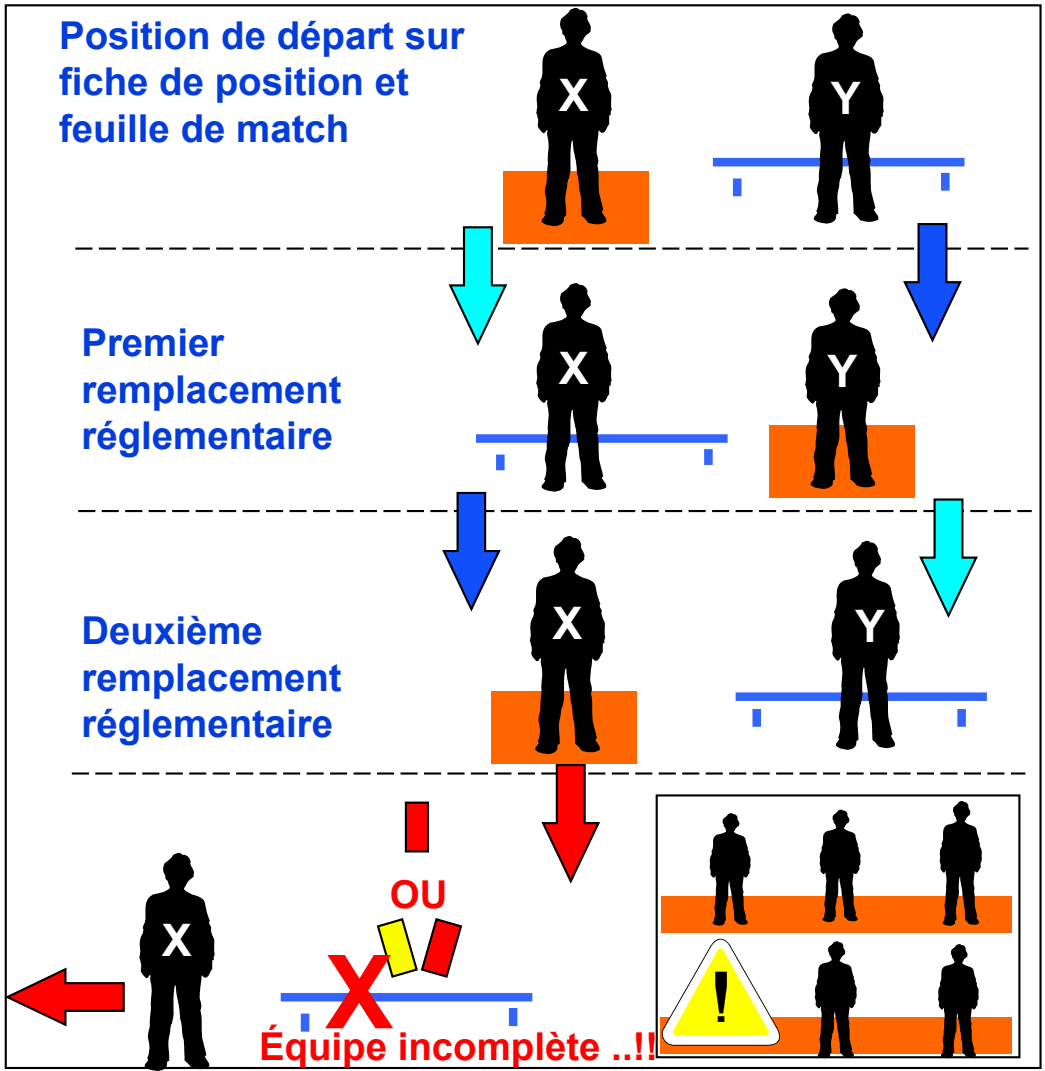 Position de départ sur
fiche de position et
feuille de match
X
Y
Premier
remplacement
réglementaire
X
Y
Deuxième
remplacement
réglementaire
X
Y
OU
X
X
!
Équipe incomplète ..!!